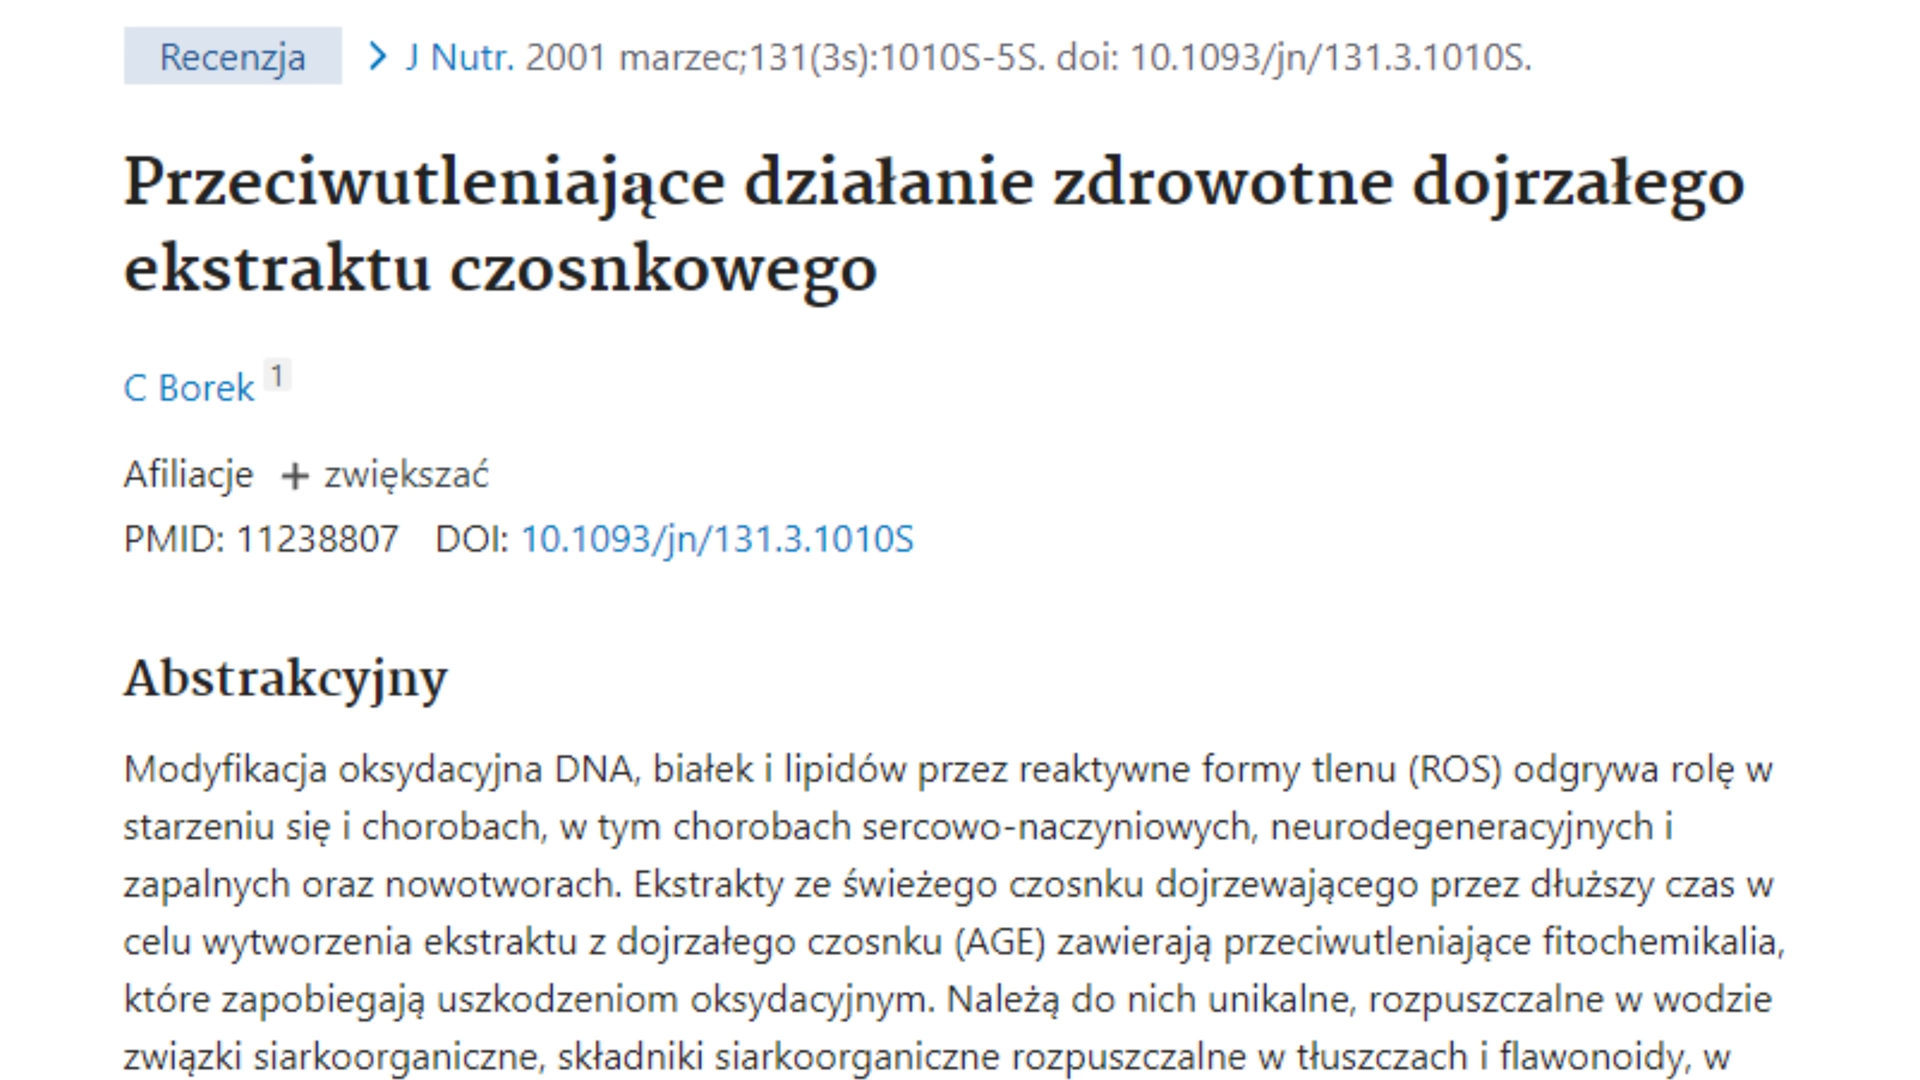 Recenzja > J Nutr. 2001 marzec;131(3s):1010S-5S. doi: 10.1093/jn/131.3.1010S.
Przeciwutleniające działanie zdrowotne dojrzałego
ekstraktu czosnkowego
C Borek 1
Afiliacje + zwiększać
PMID: 11238807 DOI: 10.1093/jn/131.3.1010S
Abstrakcyjny
Modyfikacja oksydacyjna DNA, białek i lipidów przez reaktywne formy tlenu (ROS) odgrywa rolę w
starzeniu się i chorobach, w tym chorobach sercowo-naczyniowych, neurodegeneracyjnych i
zapalnych oraz nowotworach. Ekstrakty ze świeżego czosnku dojrzewającego przez dłuższy czas w
celu wytworzenia ekstraktu z dojrzałego czosnku (AGE) zawierają przeciwutleniające fitochemikalia,
które zapobiegają uszkodzeniom oksydacyjnym. Należą do nich unikalne, rozpuszczalne w wodzie
związki siarkoorganiczne, składniki siarkoorganiczne rozpuszczalne w tłuszczach i flawonoidy, w